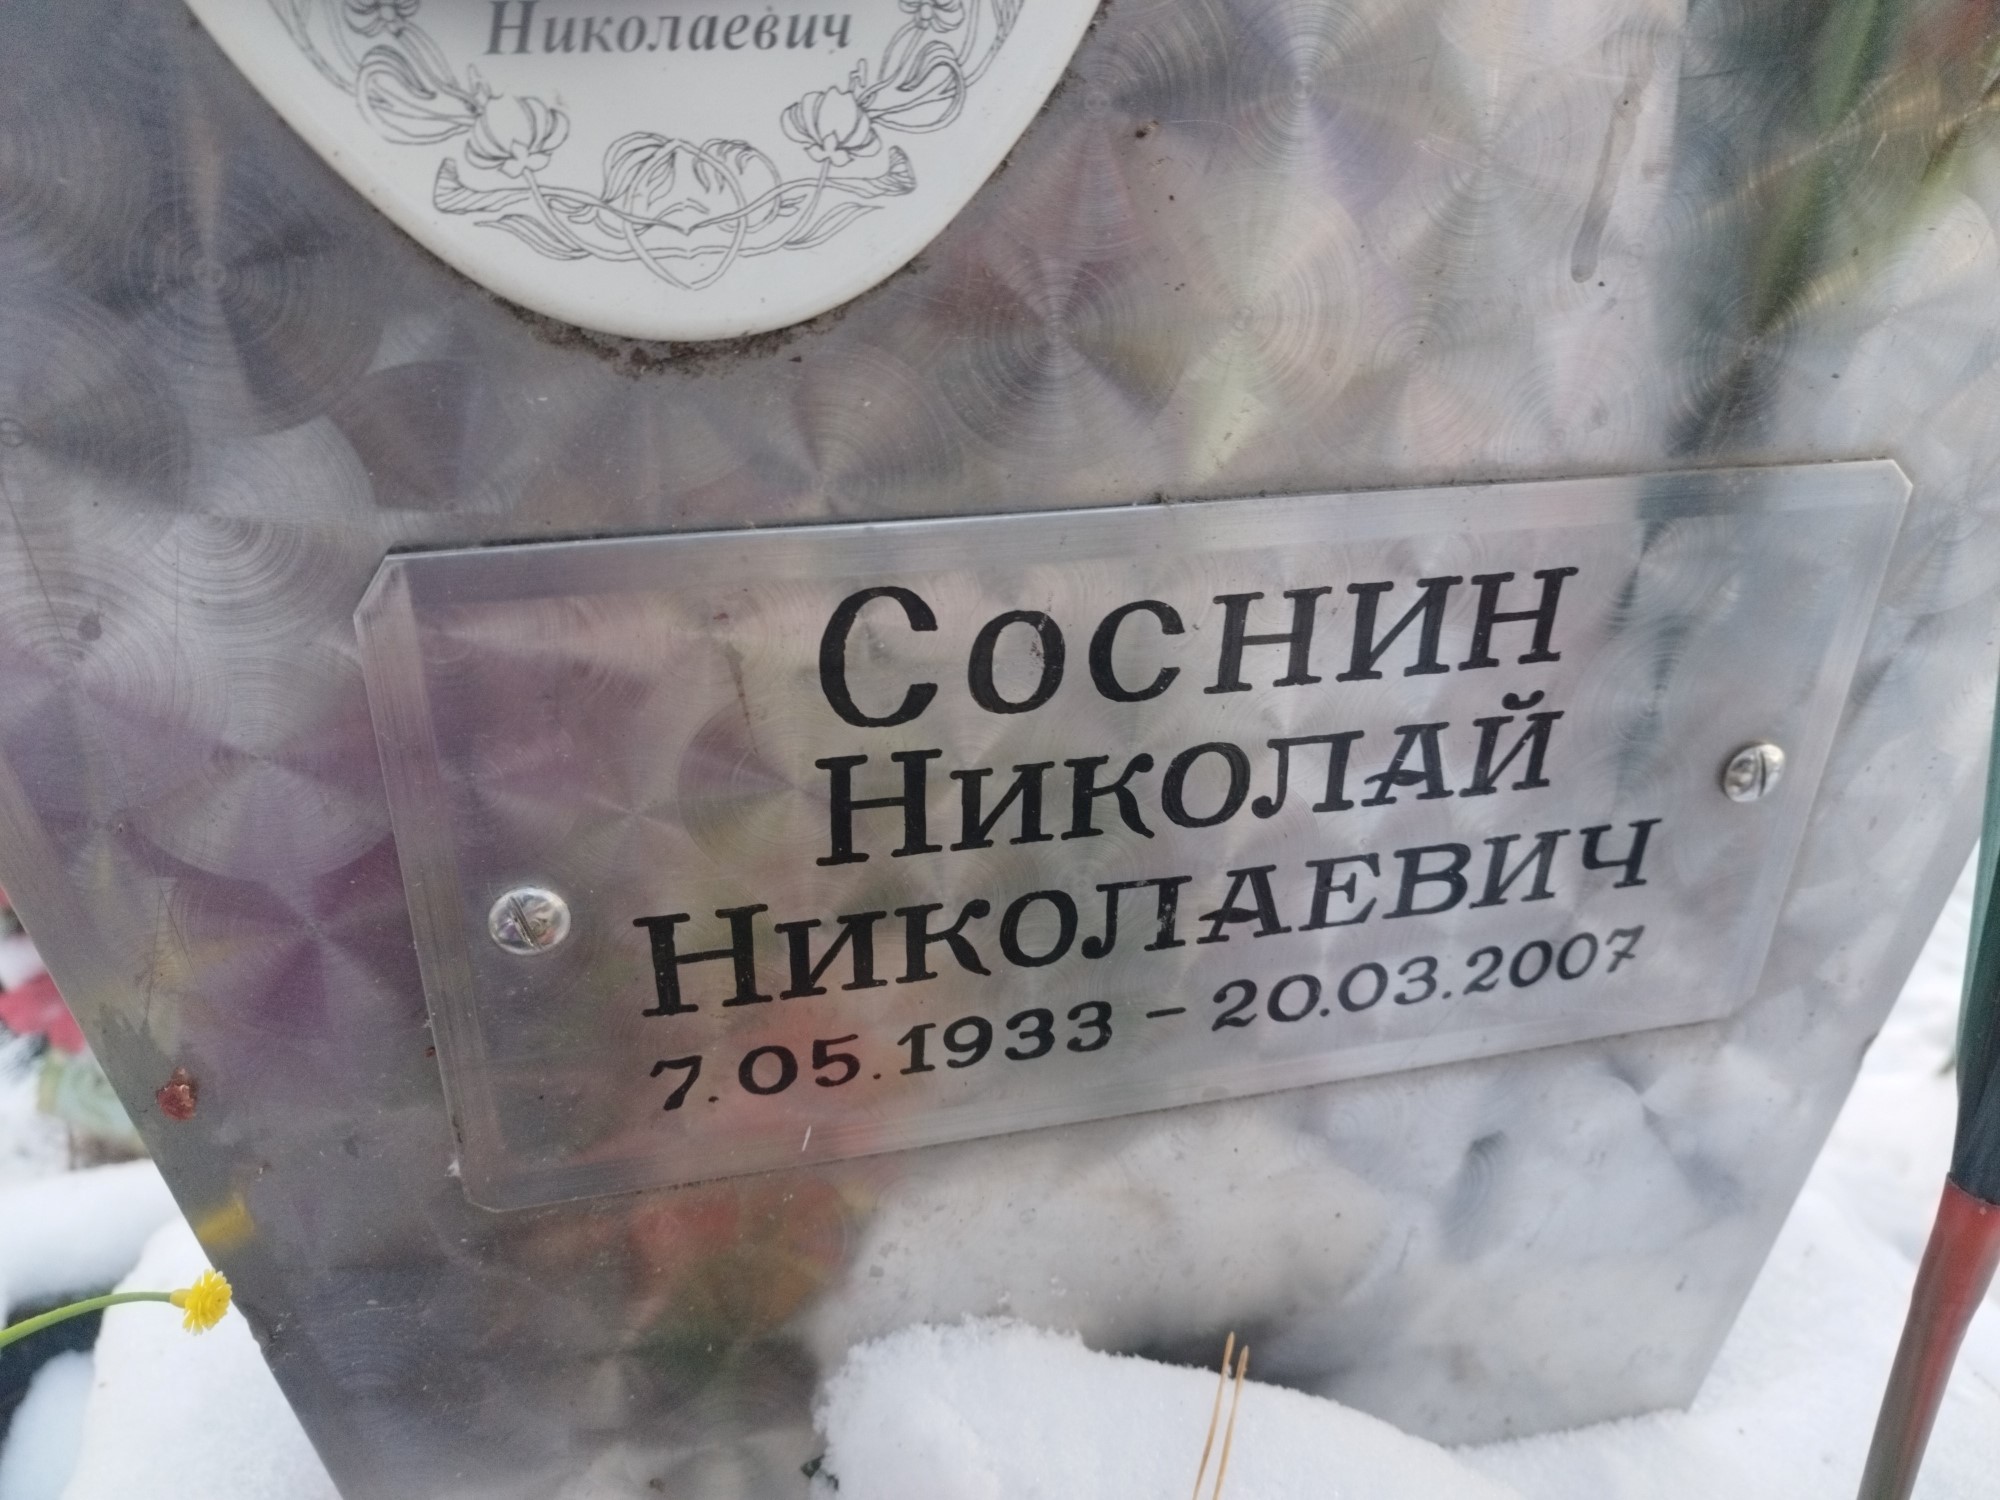 Николаевич
Соснин
Николай
Николаевич
7.05.1933 - 20.03.2007